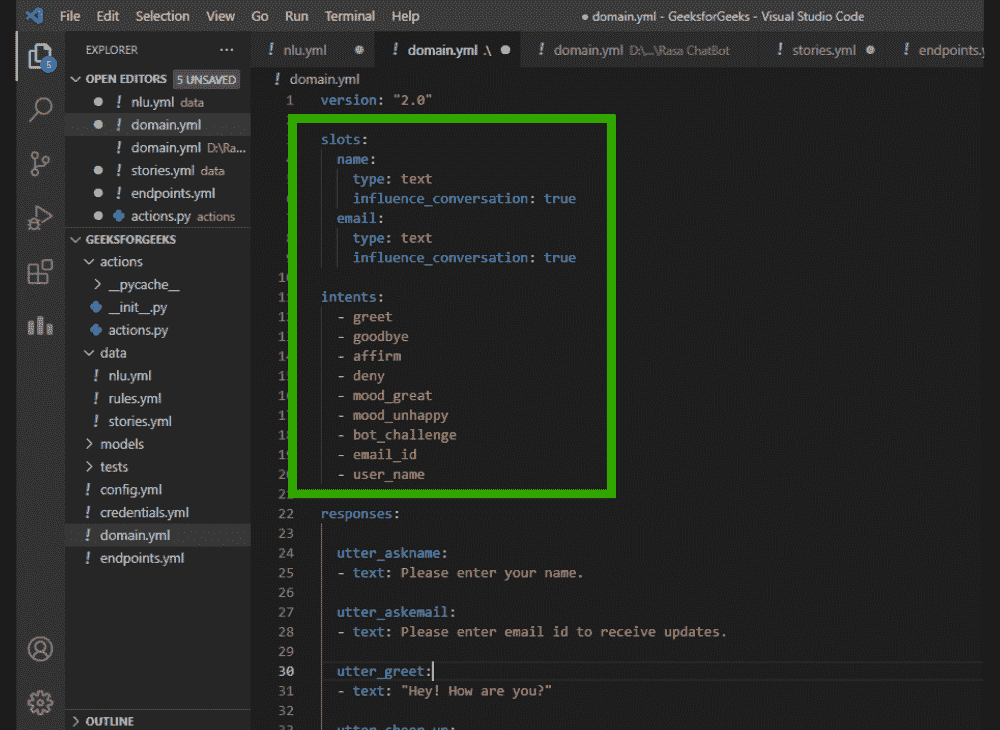 File Edit Selection View Go Run Terminal Help
domain.yml - GeeksforGeeks - Visual Studio Code
EXPLORER ...
! nlu.yml
! domain.yml .\
! domain.yml D:\...\Rasa ChatBot
! stories.yml
! endpoints.y
5
OPEN EDITORS 5 UNSAVED
! nlu.yml data
! domain.yml
! domain.yml D:\Ra...
! stories.yml data
! endpoints.yml
actions.py actions
GEEKSFORGEEKS
actions
__pycache__
__init__.py
actions.py
data
! nlu.yml
! rules.yml
! stories.yml
models
tests
! config.yml
! credentials.yml
! domain.yml
! endpoints.yml
OUTLINE
! domain.yml
1 version: "2.0"
slots:
name:
type: text
influence_conversation: true
email:
type: text
influence_conversation: true
10
intents:
- greet
- goodbye
- affirm
- deny
- mood_great
- mood_unhappy
- bot_challenge
- email_id
- user_name
22 responses:
23
24 utter_askname:
25 - text: Please enter your name.
26
27 utter_askemail:
28 - text: Please enter email id to receive updates.
29
30 utter_greet:
31 - text: "Hey! How are you?"
32